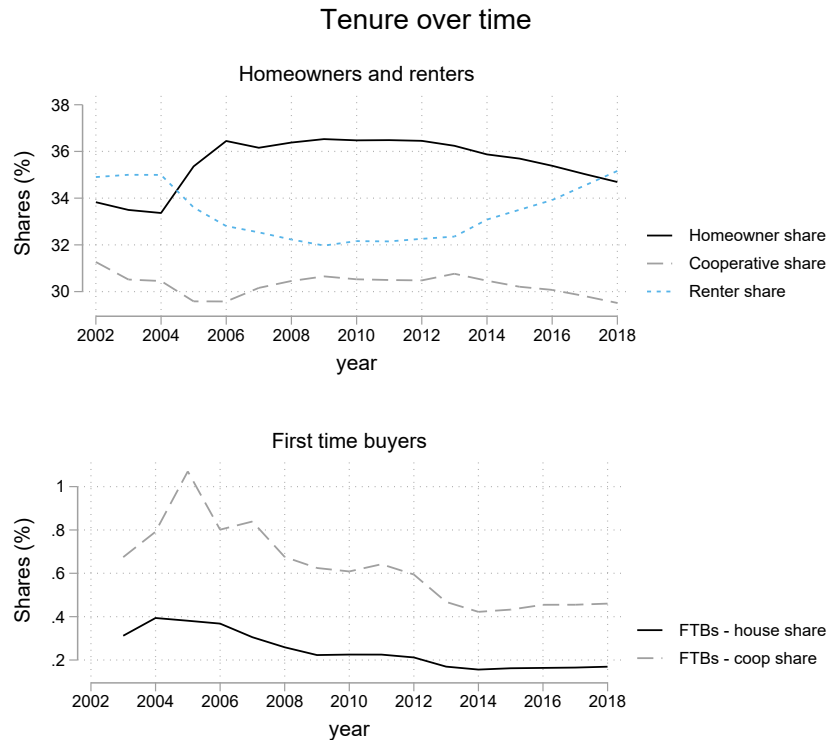 Tenure over time
Homeowners and renters
Shares (%)
38
36
34
32
30
2002 2004 2006 2008 2010 2012 2014 2016 2018
year
Homeowner share
Cooperative share
Renter share
First time buyers
Shares (%)
1
.8
.6
.4
.2
2002 2004 2006 2008 2010 2012 2014 2016 2018
year
FTBs - house share
FTBs - coop share